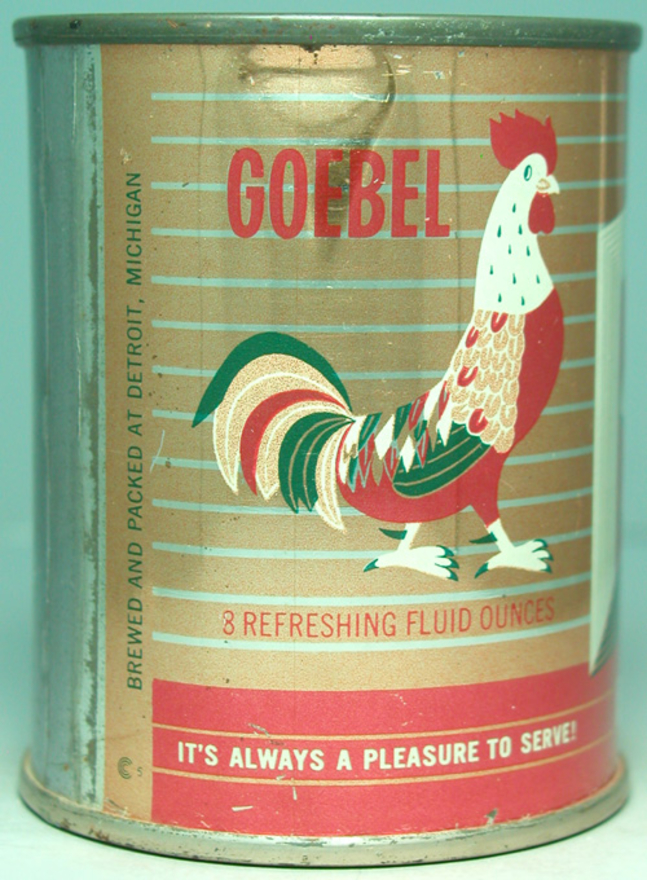 GOEBEL
8 REFRESHING FLUID OUNCES
IT'S ALWAYS A PLEASURE TO SERVE!
BREWED AND PACKED AT DETROIT, MICHIGAN